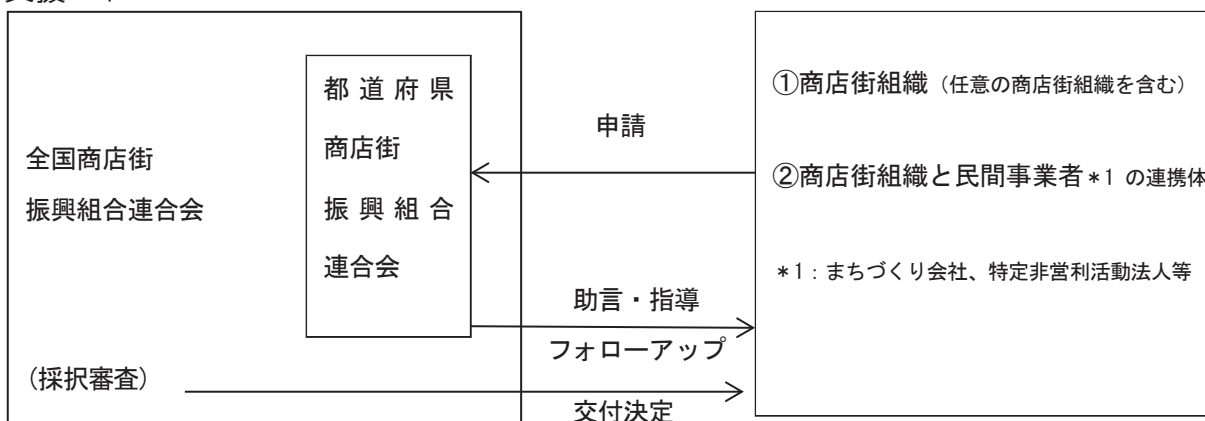 全国商店街
振興組合連合会
(採択審査)
都道府県
商店街
振興組合
連合会
申請
助言・指導
フォローアップ
交付決定
①商店街組織（任意の商店街組織を含む）
②商店街組織と民間事業者*1 の連携体
*1：まちづくり会社、特定非営利活動法人等